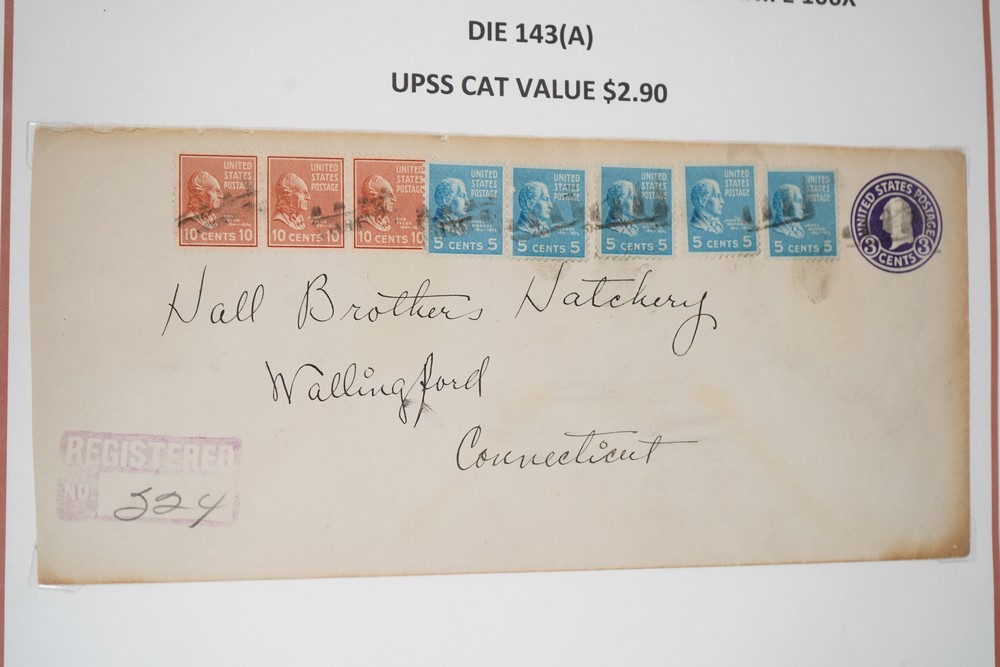 DIE 143(A)
UPSS CAT VALUE $2.90
UNITED STATES POSTAGE
10 CENTS 10
UNITED STATES POSTAGE
10 CENTS 10
UNITED STATES POSTAGE
10 CENTS 10
UNITED STATES POSTAGE
5 CENTS 5
UNITED STATES POSTAGE
5 CENTS 5
UNITED STATES POSTAGE
5 CENTS 5
UNITED STATES POSTAGE
5 CENTS 5
UNITED STATES POSTAGE
5 CENTS 5
UNITED STATES POSTAGE
3 CENTS 3
Hall Brothers Hatchery
Wallingford
Connecticut
REGISTERED
NO. 324